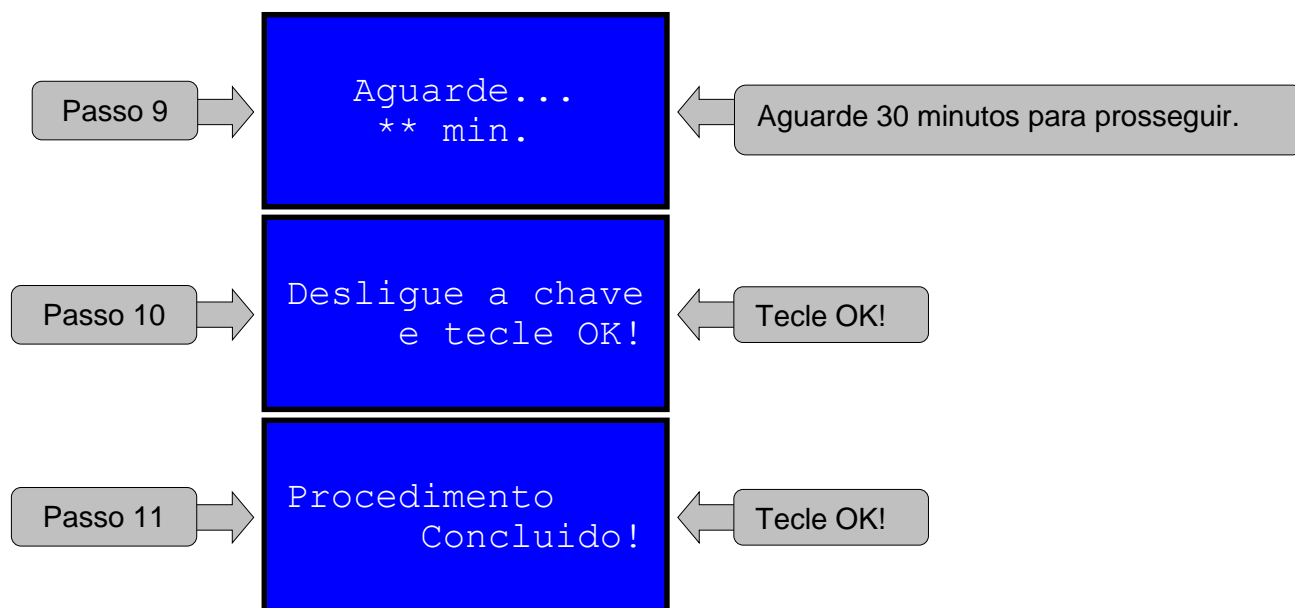 Passo 9
Aguarde...
** min.
Aguarde 30 minutos para prosseguir.
Passo 10
Desligue a chave
e tecle OK!
Tecle OK!
Passo 11
Procedimento
Concluido!
Tecle OK!